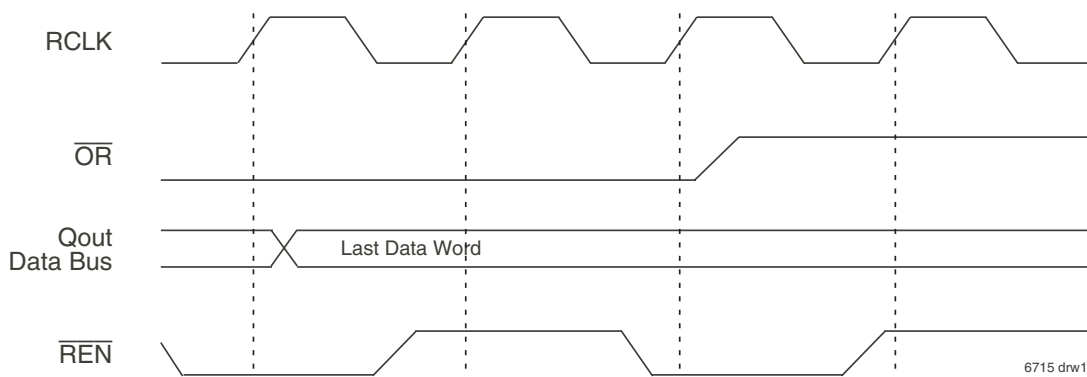 RCLK
OR
Qout
Data Bus
Last Data Word
REN
6715 drw1